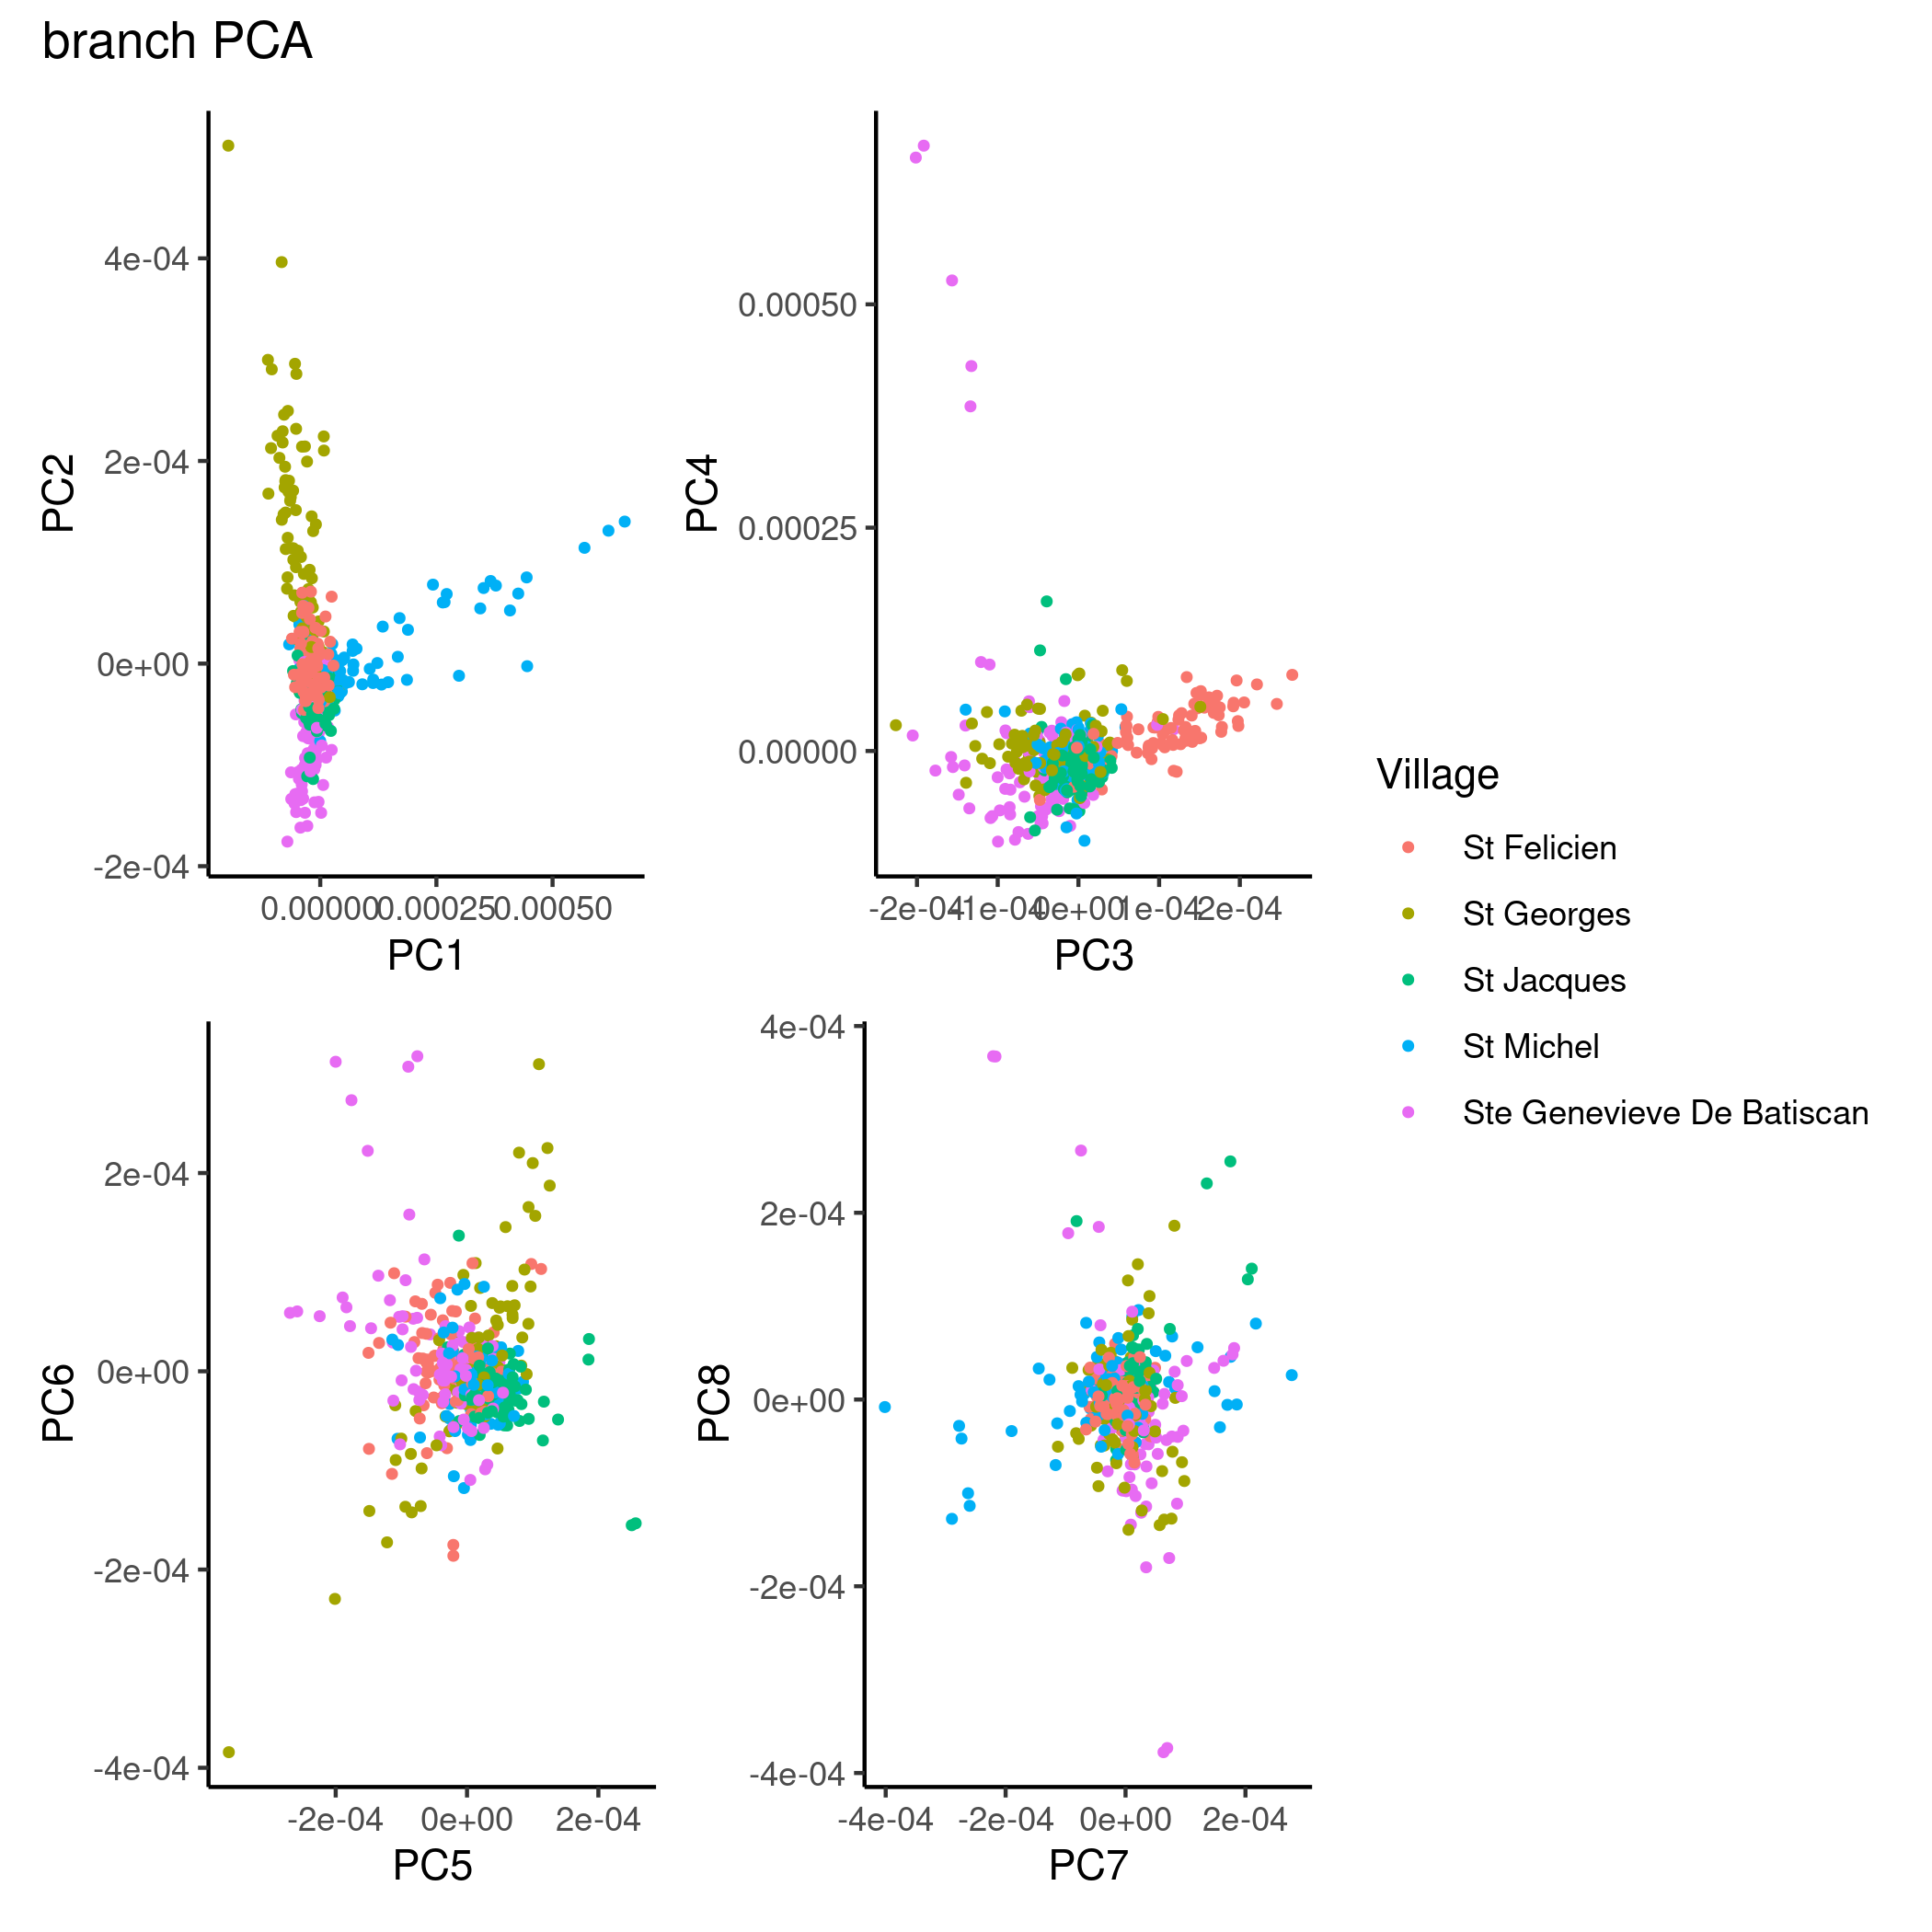 branch PCA
PC2
4e-04
2e-04
0e+00
-2e-04
0.00000 0.00025 0.00050
PC1
PC4
0.00050
0.00025
0.00000
-2e-04 -1e-04 0e+00 1e-04 2e-04
PC3
Village
St Felicien
St Georges
St Jacques
St Michel
Ste Genevieve De Batiscan
PC6
2e-04
0e+00
-2e-04
-4e-04
-2e-04 0e+00 2e-04
PC5
PC8
4e-04
2e-04
0e+00
-2e-04
-4e-04
-4e-04 -2e-04 0e+00 2e-04
PC7